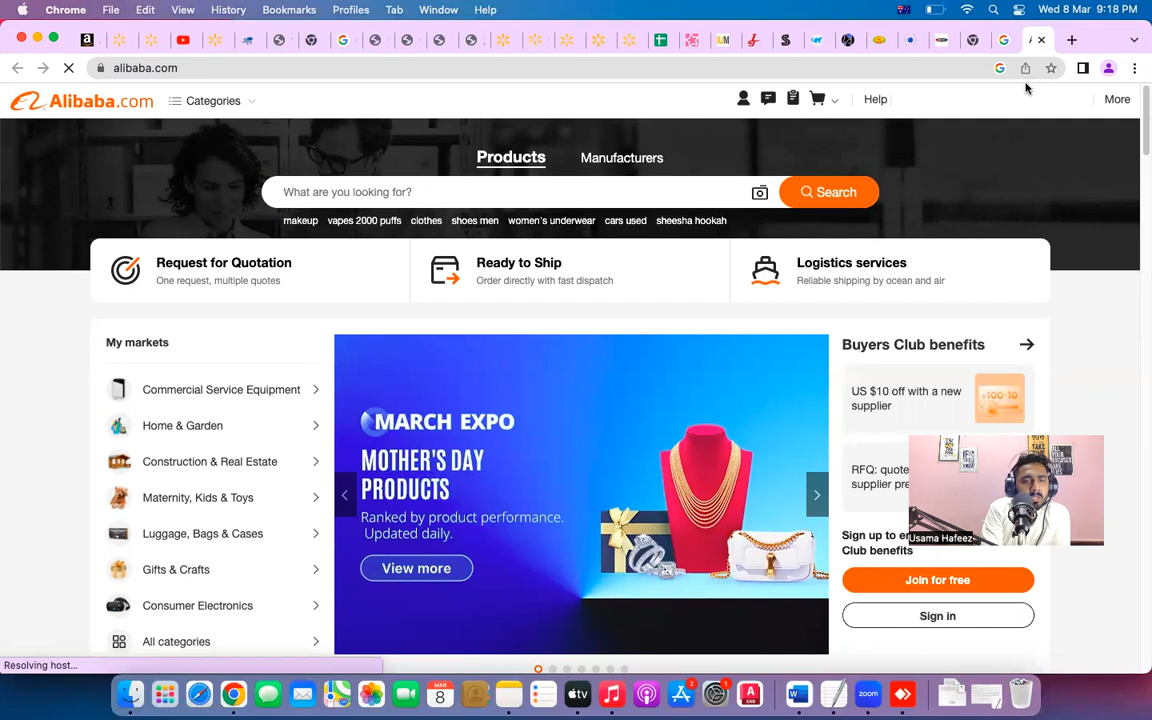 Chrome File Edit View History Bookmarks Profiles Tab Window Help Wed 8 Mar 9:18 PM
alibaba.com
Alibaba.com Categories Help More
Products Manufacturers
What are you looking for? Search
makeup vapes 2000 puffs clothes shoes men women's underwear cars used sheesha hookah
Request for Quotation
One request, multiple quotes
Ready to Ship
Order directly with fast dispatch
Logistics services
Reliable shipping by ocean and air
My markets
Commercial Service Equipment
Home & Garden
Construction & Real Estate
Maternity, Kids & Toys
Luggage, Bags & Cases
Gifts & Crafts
Consumer Electronics
All categories
MARCH EXPO
MOTHER'S DAY
PRODUCTS
Ranked by product performance.
Updated daily.
View more
Buyers Club benefits
US $10 off with a new
supplier
RFQ: quote
supplier
Usama Hafeez
Sign up to
Club benefits
Join for free
Sign in
Resolving host...